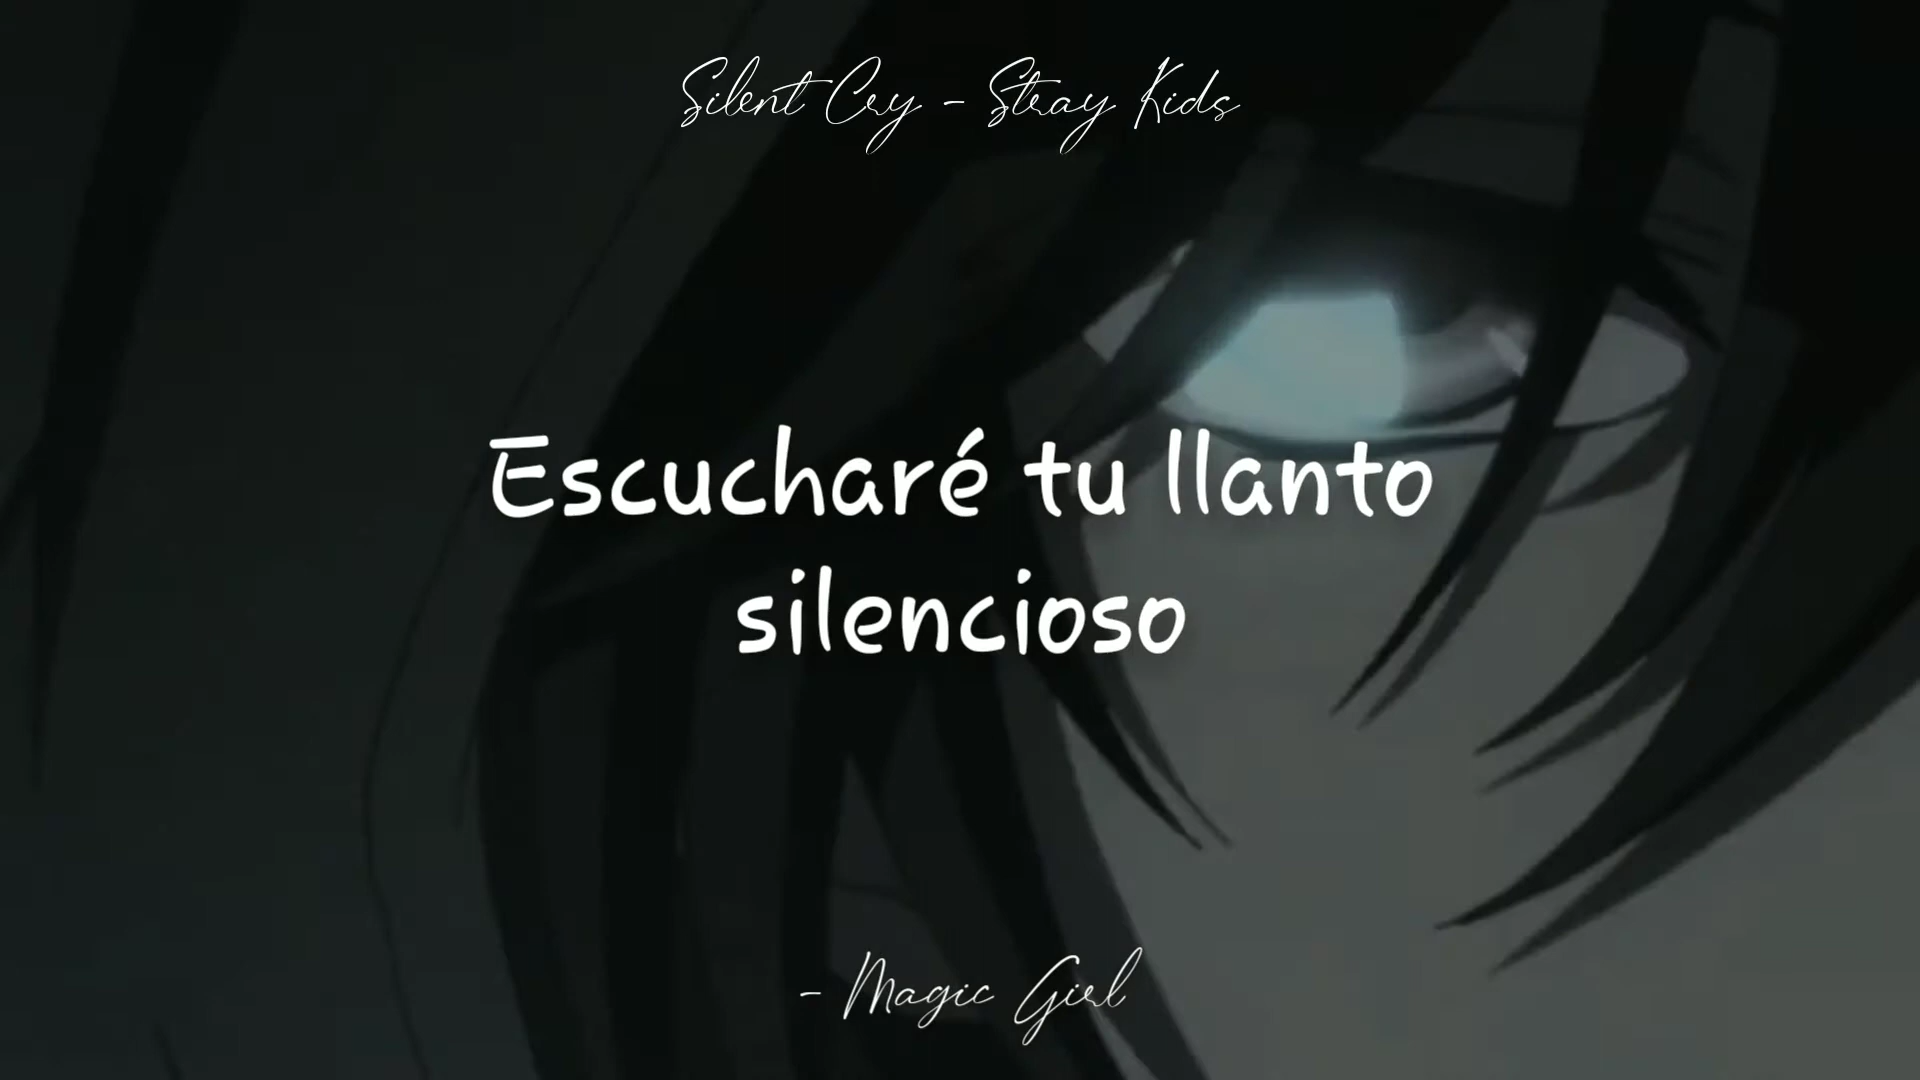 Silent Cry - Stray Kids
Escucharé tu llanto
silencioso
- Magic Girl